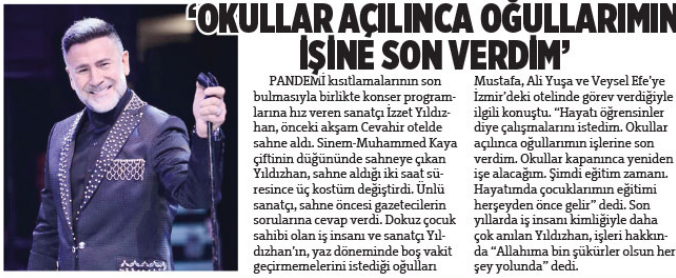 ‘OKULLAR AÇILINCA OĞULLARIMIN
İŞİNE SON VERDİM’
PANDEMİ kısıtlamalarının son
bulmasıyla birlikte konser program-
larına hız veren sanatçı İzzet Yıldız-
han, önceki akşam Cevahir otelde
sahne aldı. Sinem-Muhammed Kaya
çiftinin düğününde sahneye çıkan
Yıldızhan, sahne aldığı iki saat sü-
resince üç kostüm değiştirdi. Ünlü
sanatçı, sahne öncesi gazetecilerin
sorularına cevap verdi. Dokuz çocuk
sahibi olan iş insanı ve sanatçı Yıl-
dızhan’ın, yaz döneminde boş vakit
geçirmemelerini istediği oğulları
Mustafa, Ali Yuşa ve Veysel Efe’ye
İzmir’deki otelinde görev verdiğiyle
ilgili konuştu. “Hayatı öğrensinler
diye çalışmalarını istedim. Okullar
açılınca oğullarımın işlerine son
verdim. Okullar kapanınca yeniden
işe alacağım. Şimdi eğitim zamanı.
Hayatımda çocuklarımın eğitimi
herşeyden önce gelir” dedi. Son
yıllarda iş insanı kimliğiyle daha
çok anılan Yıldızhan, işleri hakkın-
da “Allahıma bin şükürler olsun her
şey yolunda” dedi.